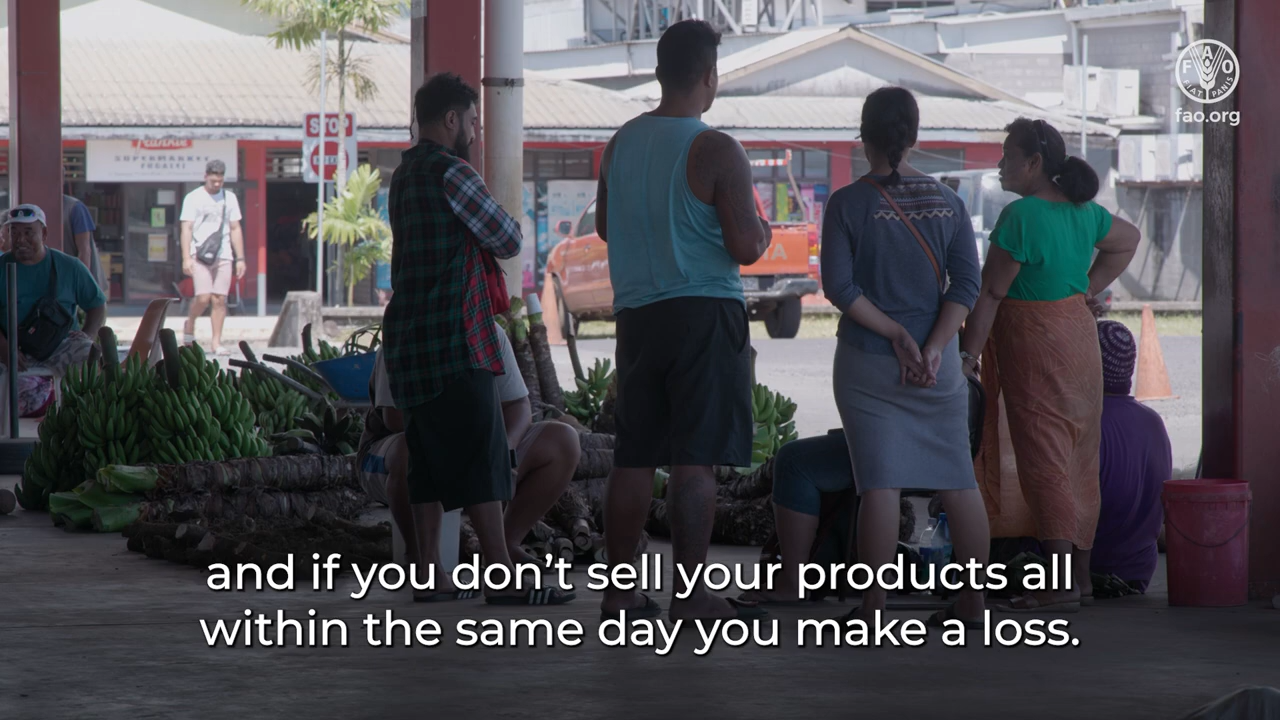 F A O
FIAT PANIS
fao.org
STOP
SUPERMARKET
and if you don't sell your products all
within the same day you make a loss.